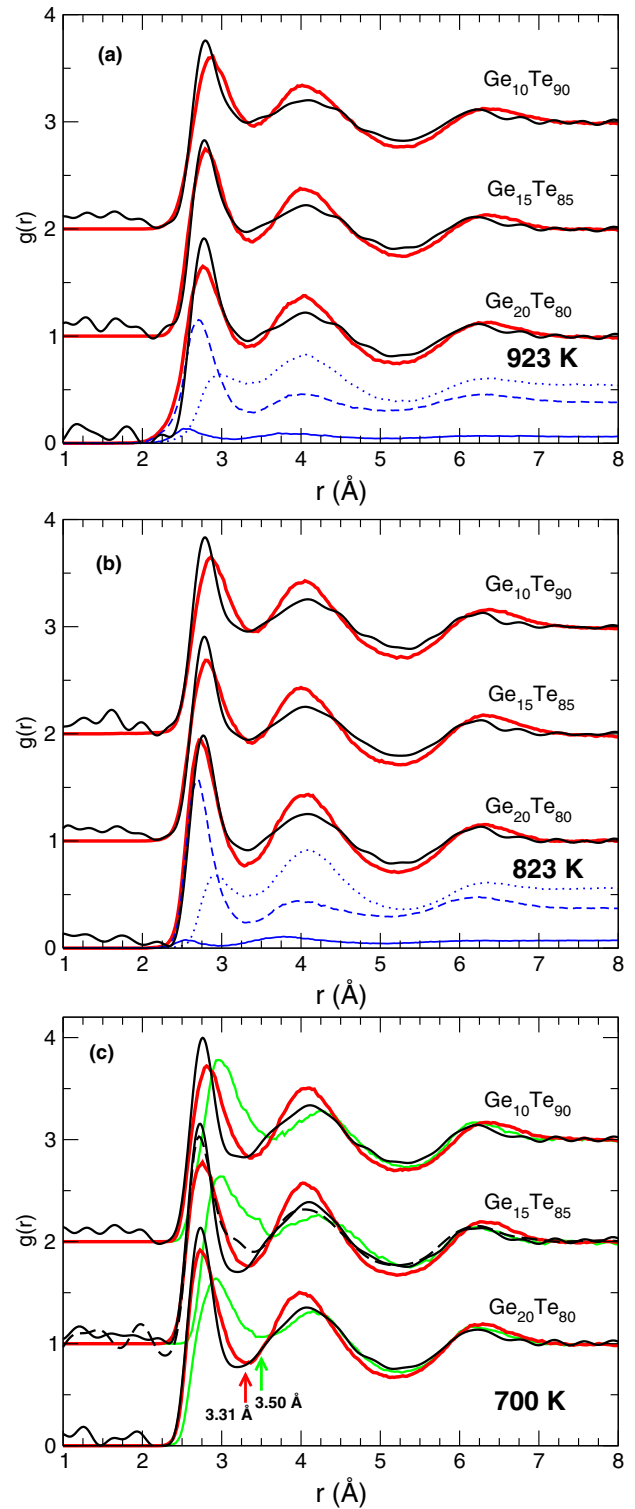 (a)
4
Ge10Te90
3
Ge15Te85
g(r)
2
Ge20Te80
1
923 K
0
1 2 3 4 5 6 7 8
r (Å)
(b)
4
Ge10Te90
3
Ge15Te85
g(r)
2
Ge20Te80
1
823 K
0
1 2 3 4 5 6 7 8
r (Å)
(c)
4
Ge10Te90
3
Ge15Te85
g(r)
2
Ge20Te80
1
3.31 Å 3.50 Å
700 K
0
1 2 3 4 5 6 7 8
r (Å)